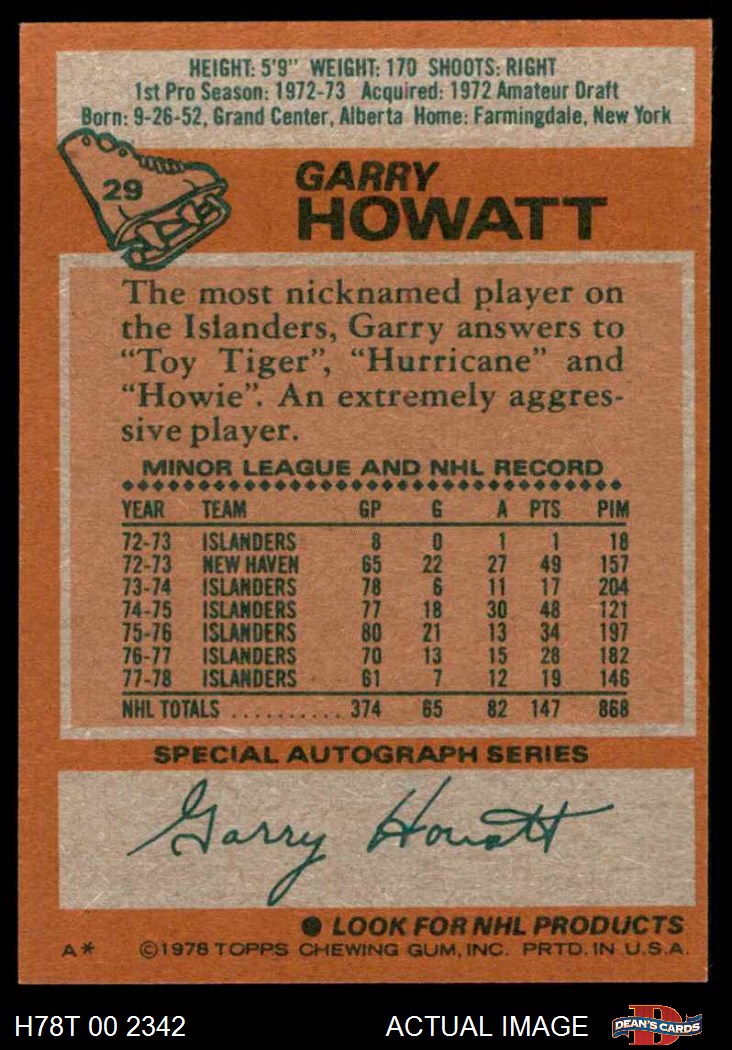 HEIGHT: 5'9" WEIGHT: 170 SHOOTS: RIGHT
1st Pro Season: 1972-73 Acquired: 1972 Amateur Draft
Born: 9-26-52, Grand Center, Alberta Home: Farmingdale, New York
29
GARRY
HOWATT
The most nicknamed player on
the Islanders, Garry answers to
“Toy Tiger”, “Hurricane” and
“Howie”. An extremely aggres-
sive player.
MINOR LEAGUE AND NHL RECORD
YEAR TEAM GP G A PTS PIM
72-73 ISLANDERS 8 0 1 1 18
72-73 NEW HAVEN 65 22 27 49 157
73-74 ISLANDERS 78 6 11 17 204
74-75 ISLANDERS 77 18 30 48 121
75-76 ISLANDERS 80 21 13 34 197
76-77 ISLANDERS 70 13 15 28 182
77-78 ISLANDERS 61 7 12 19 146
NHL TOTALS .......... 374 65 82 147 868
SPECIAL AUTOGRAPH SERIES
Garry Howatt
● LOOK FOR NHL PRODUCTS
A* ©1978 TOPPS CHEWING GUM, INC. PRTD. IN U.S.A.
H78T 00 2342 ACTUAL IMAGE D DEAN'S CARDS